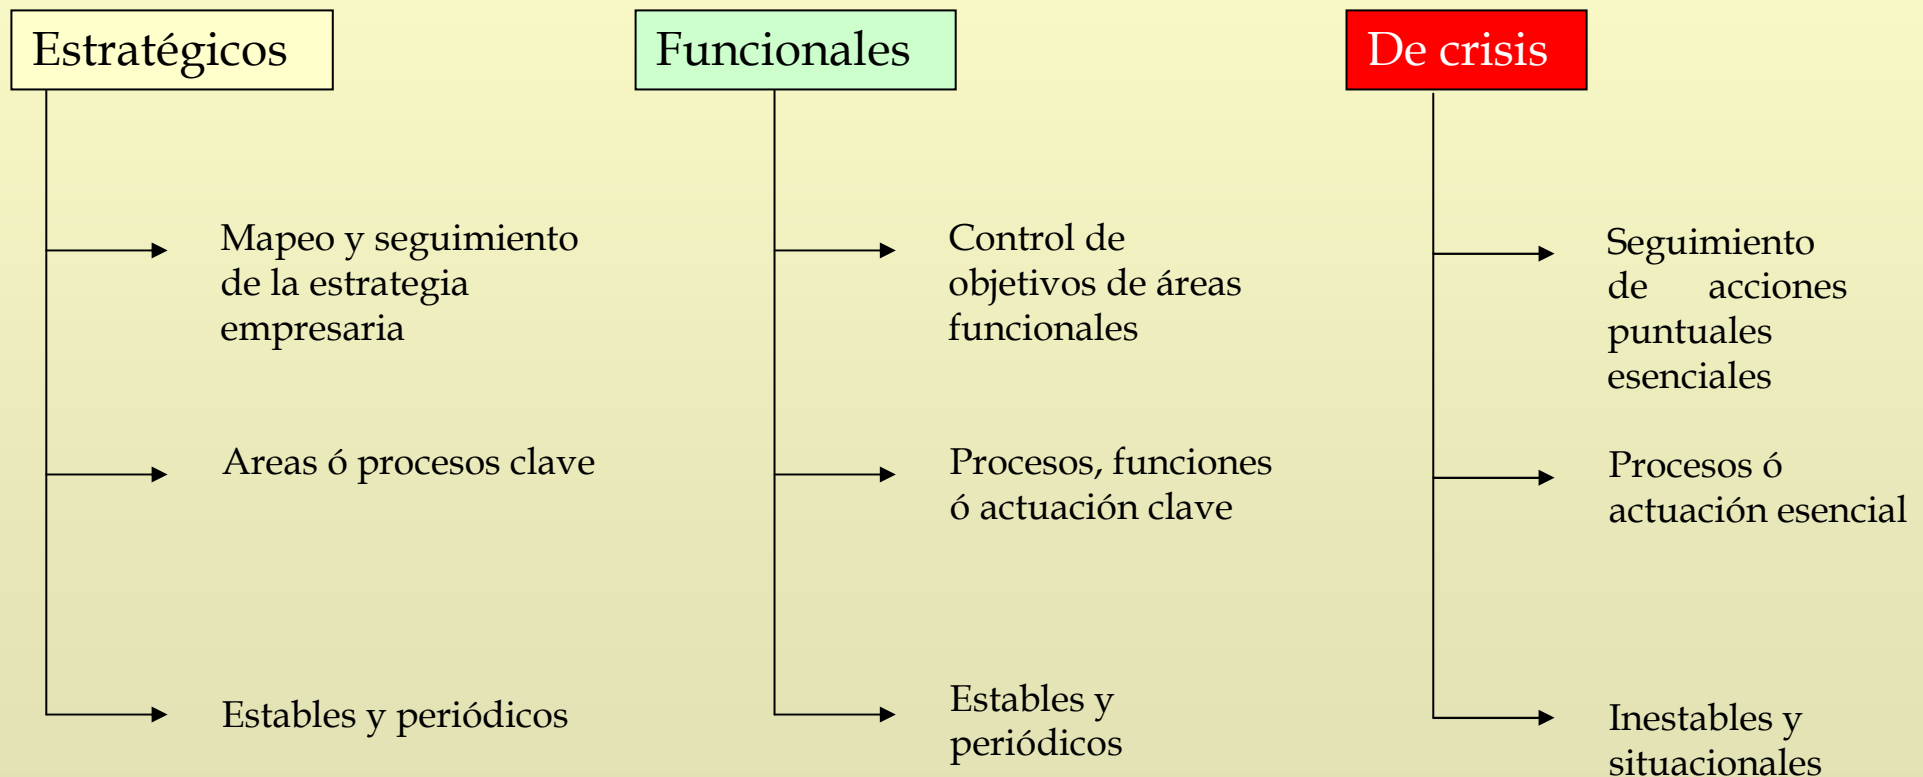 Estratégicos
Mapeo y seguimiento
de la estrategia
empresaria
Areas ó procesos clave
Estables y periódicos
Funcionales
Control de
objetivos de áreas
funcionales
Procesos, funciones
ó actuación clave
Estables y
periódicos
De crisis
Seguimiento
de acciones
puntuales
esenciales
Procesos ó
actuación esencial
Inestables y
situacionales